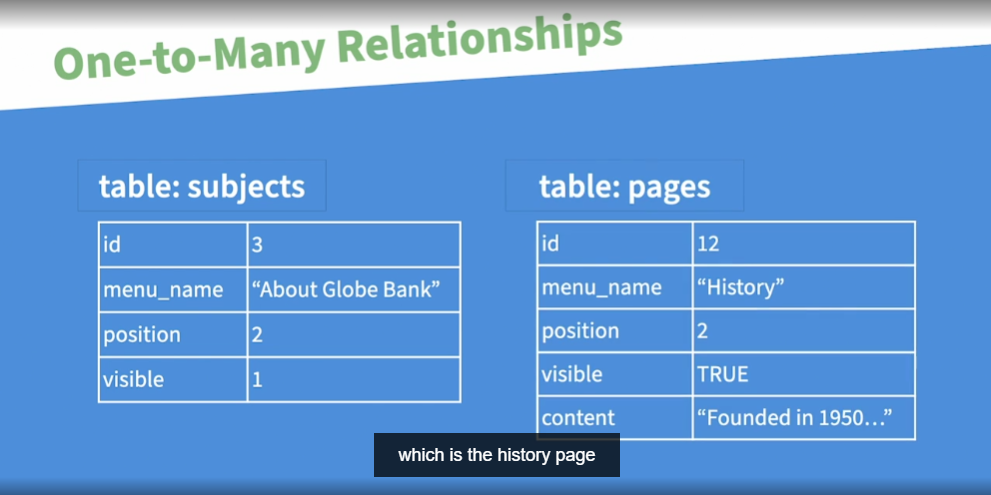 One-to-Many Relationships
table: subjects
id 3
menu_name “About Globe Bank”
position 2
visible 1
table: pages
id 12
menu_name “History”
position 2
visible TRUE
content “Founded in 1950…”
which is the history page